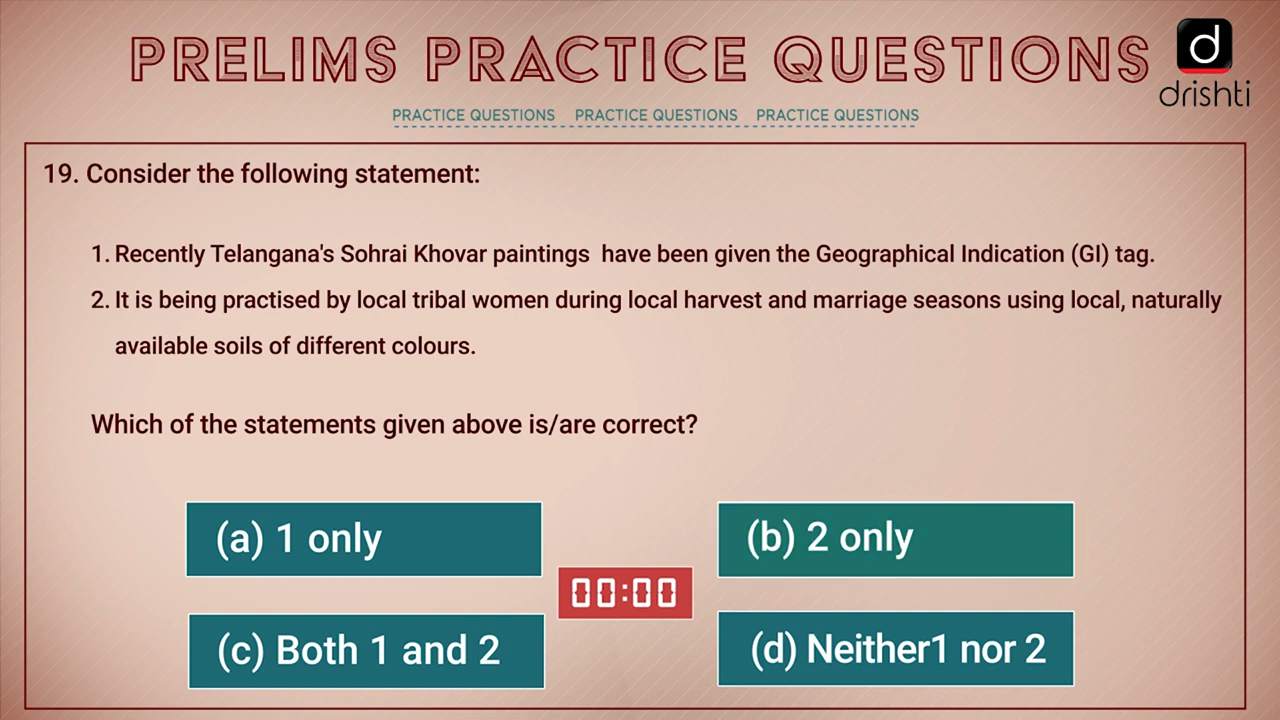 PRELIMS PRACTICE QUESTIONS
d
drishti
PRACTICE QUESTIONS PRACTICE QUESTIONS PRACTICE QUESTIONS
19. Consider the following statement:
1. Recently Telangana's Sohrai Khovar paintings have been given the Geographical Indication (GI) tag.
2. It is being practised by local tribal women during local harvest and marriage seasons using local, naturally
available soils of different colours.
Which of the statements given above is/are correct?
(a) 1 only
(b) 2 only
00:00
(c) Both 1 and 2
(d) Neither1 nor 2